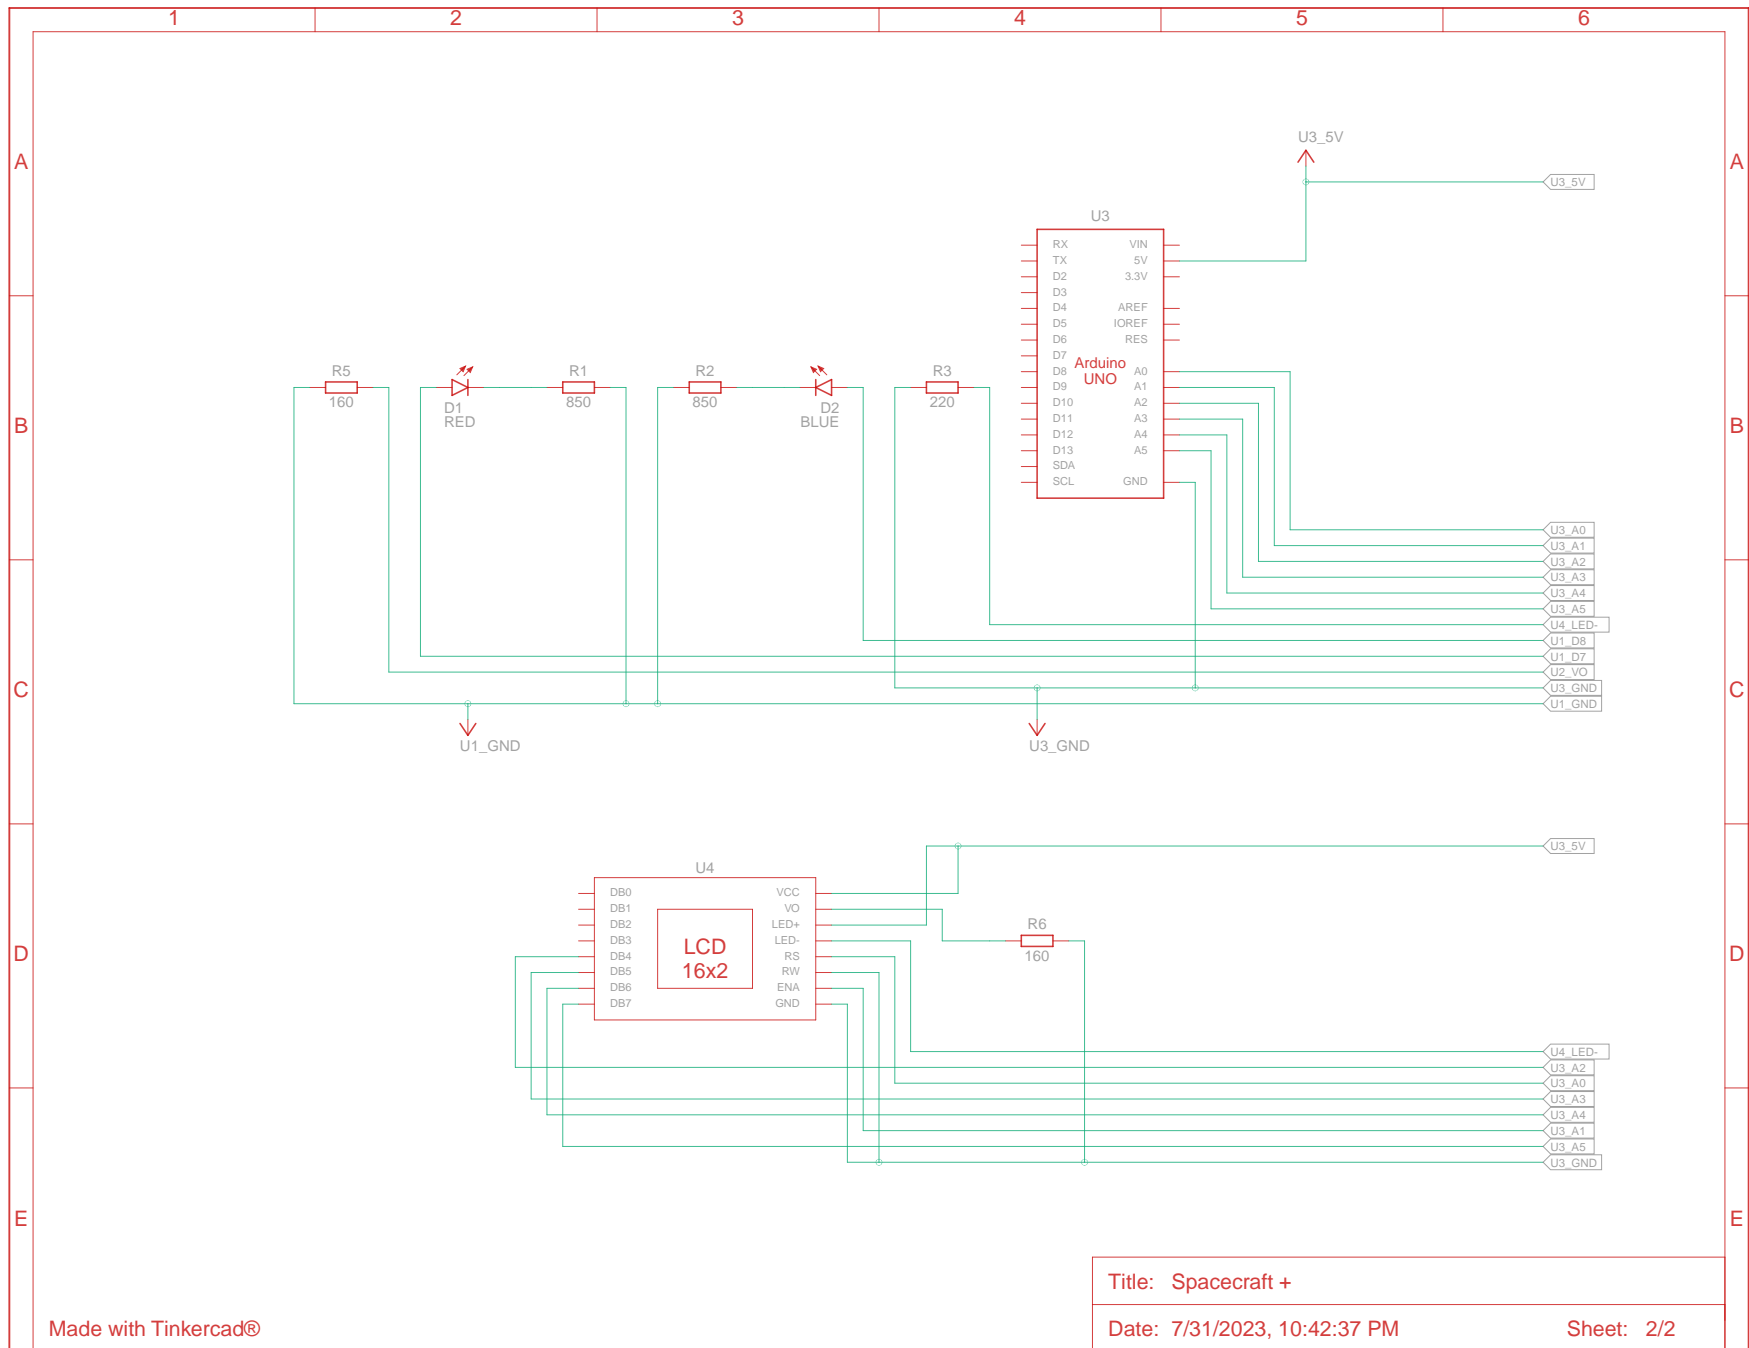 1 2 3 4 5 6
A A
U3_5V
U3_5V
U3
RX VIN
TX 5V
D2 3.3V
D3
D4 AREF
D5 IOREF
D6 RES
D7
Arduino
UNO
D8 A0
D9 A1
D10 A2
D11 A3
D12 A4
D13 A5
SDA
SCL GND
R5
160
D1
RED
R1
850
R2
850
D2
BLUE
R3
220
B B
U3_A0
U3_A1
U3_A2
U3_A3
U3_A4
U3_A5
U4_LED-
U1_D8
U1_D7
U2_VO
U3_GND
U1_GND
C C
U1_GND
U3_GND
U3_5V
U4
DB0 VCC
DB1 VO
DB2 LED+
DB3 LED-
DB4 RS
DB5 RW
DB6 ENA
DB7 GND
LCD
16x2
R6
160
D D
U4_LED-
U3_A2
U3_A0
U3_A3
U3_A4
U3_A1
U3_A5
U3_GND
E E
Title: Spacecraft +
Made with Tinkercad®
Date: 7/31/2023, 10:42:37 PM Sheet: 2/2